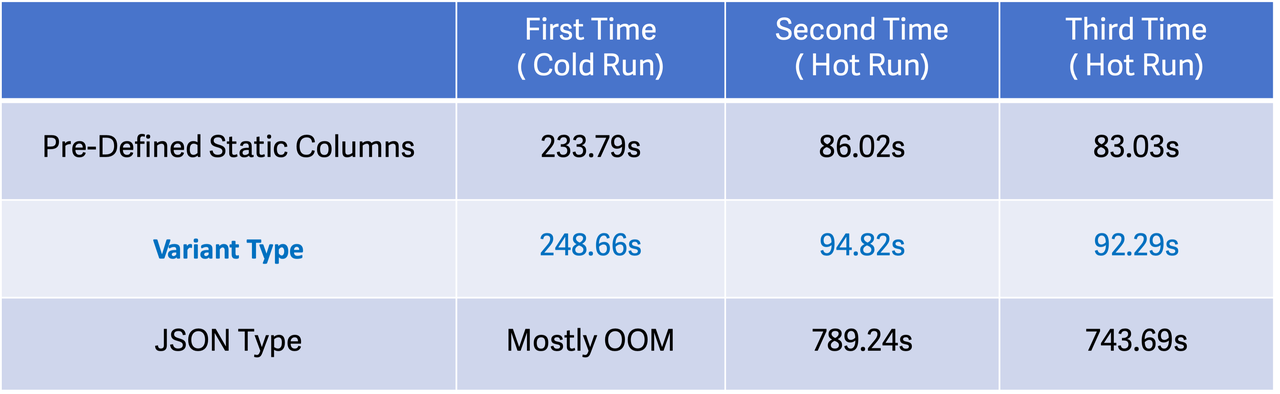 First Time
( Cold Run)
Second Time
( Hot Run)
Third Time
( Hot Run)
Pre-Defined Static Columns
233.79s
86.02s
83.03s
Variant Type
248.66s
94.82s
92.29s
JSON Type
Mostly OOM
789.24s
743.69s